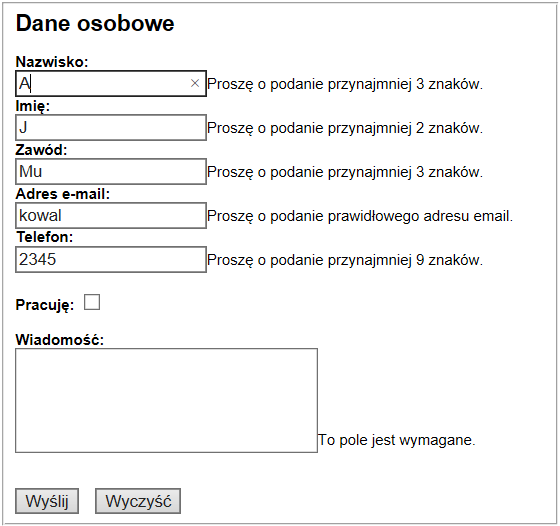 Dane osobowe
Nazwisko:
A × Proszę o podanie przynajmniej 3 znaków.
Imię:
J Proszę o podanie przynajmniej 2 znaków.
Zawód:
Mu Proszę o podanie przynajmniej 3 znaków.
Adres e-mail:
kowal Proszę o podanie prawidłowego adresu email.
Telefon:
2345 Proszę o podanie przynajmniej 9 znaków.
Pracuję:
Wiadomość:
To pole jest wymagane.
Wyślij Wyczyść